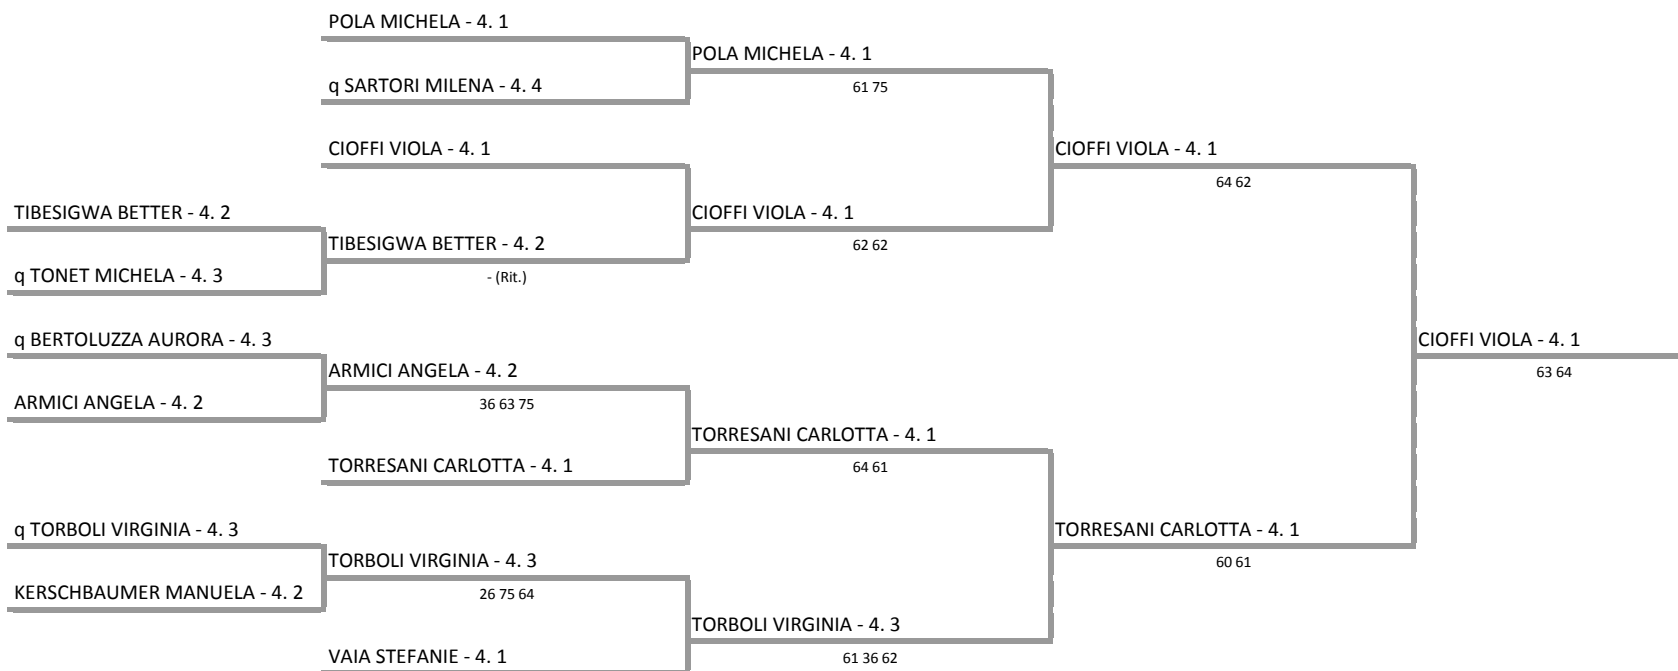 POLA MICHELA - 4. 1
POLA MICHELA - 4. 1
q SARTORI MILENA - 4. 4
61 75
CIOFFI VIOLA - 4. 1
CIOFFI VIOLA - 4. 1
64 62
TIBESIGWA BETTER - 4. 2
CIOFFI VIOLA - 4. 1
TIBESIGWA BETTER - 4. 2
62 62
q TONET MICHELA - 4. 3
- (Rit.)
q BERTOLUZZA AURORA - 4. 3
CIOFFI VIOLA - 4. 1
ARMICI ANGELA - 4. 2
63 64
ARMICI ANGELA - 4. 2
36 63 75
TORRESANI CARLOTTA - 4. 1
TORRESANI CARLOTTA - 4. 1
64 61
q TORBOLI VIRGINIA - 4. 3
TORRESANI CARLOTTA - 4. 1
TORBOLI VIRGINIA - 4. 3
60 61
KERSCHBAUMER MANUELA - 4. 2
26 75 64
TORBOLI VIRGINIA - 4. 3
VAIA STEFANIE - 4. 1
61 36 62